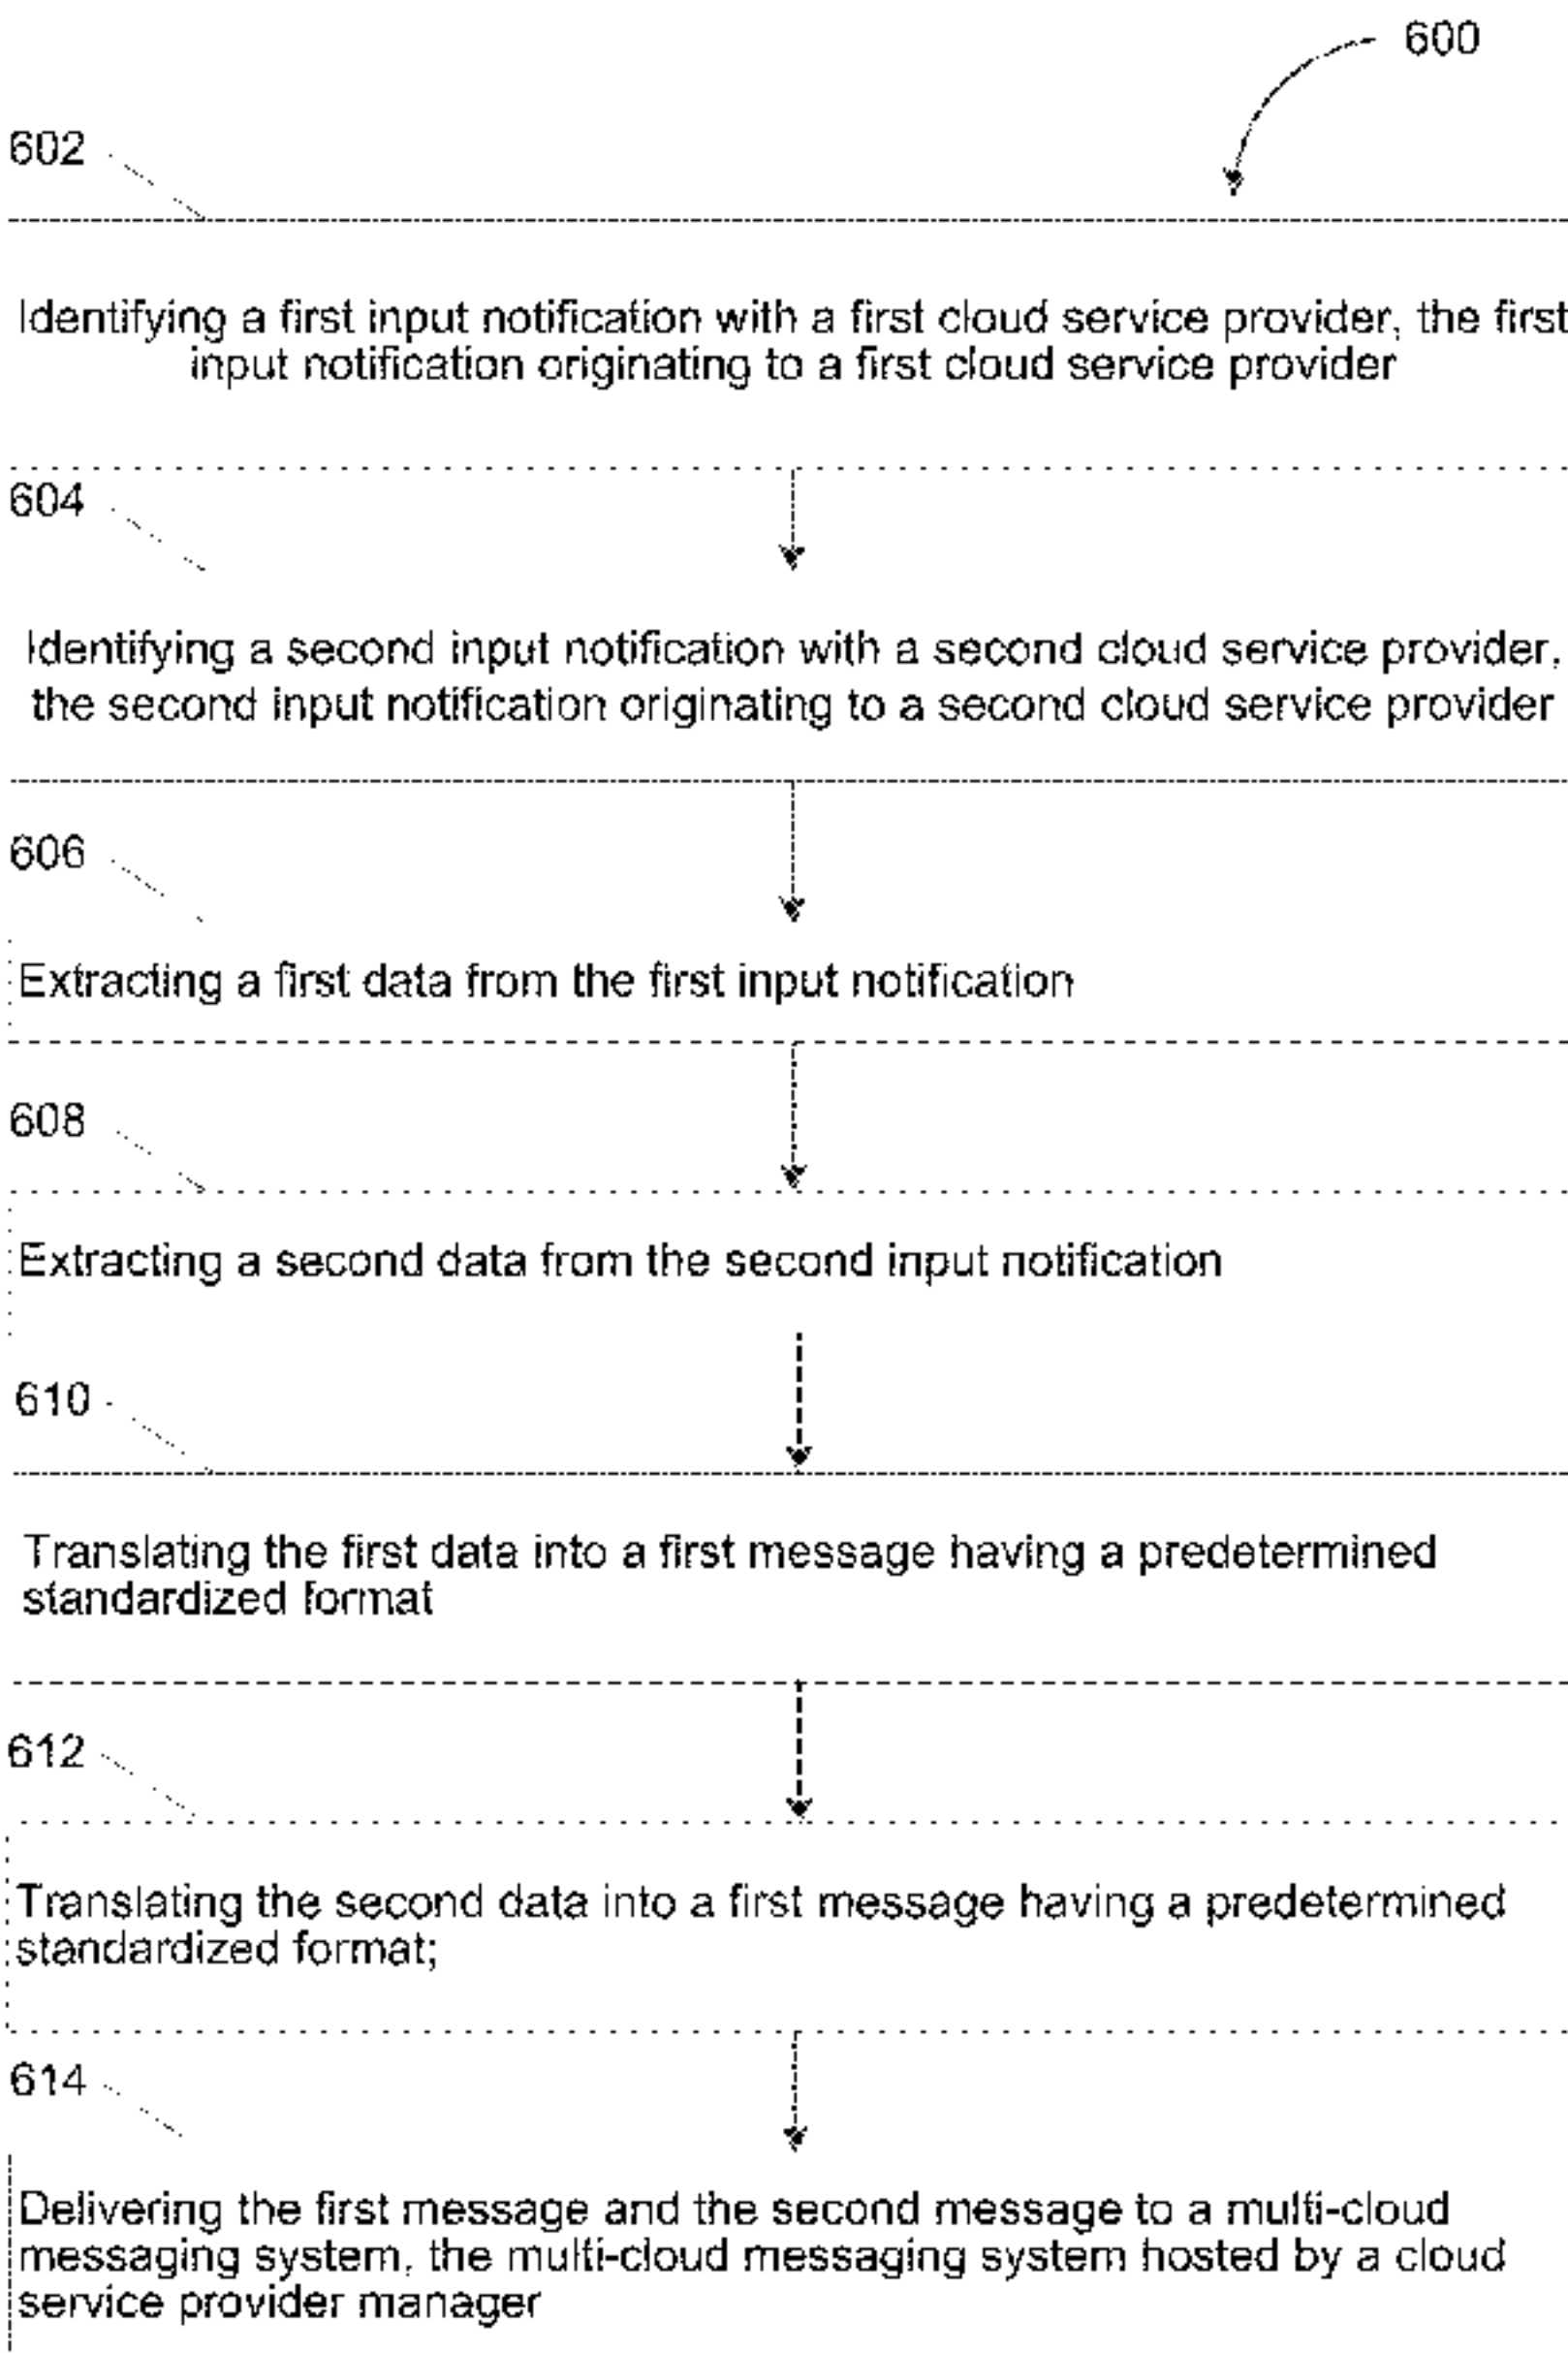 600
602
Identifying a first input notification with a first cloud service provider, the first
input notification originating to a first cloud service provider
604
Identifying a second input notification with a second cloud service provider,
the second input notification originating to a second cloud service provider
606
Extracting a first data from the first input notification
608
Extracting a second data from the second input notification
610
Translating the first data into a first message having a predetermined
standardized format
612
Translating the second data into a first message having a predetermined
standardized format;
614
Delivering the first message and the second message to a multi-cloud
messaging system, the multi-cloud messaging system hosted by a cloud
service provider manager